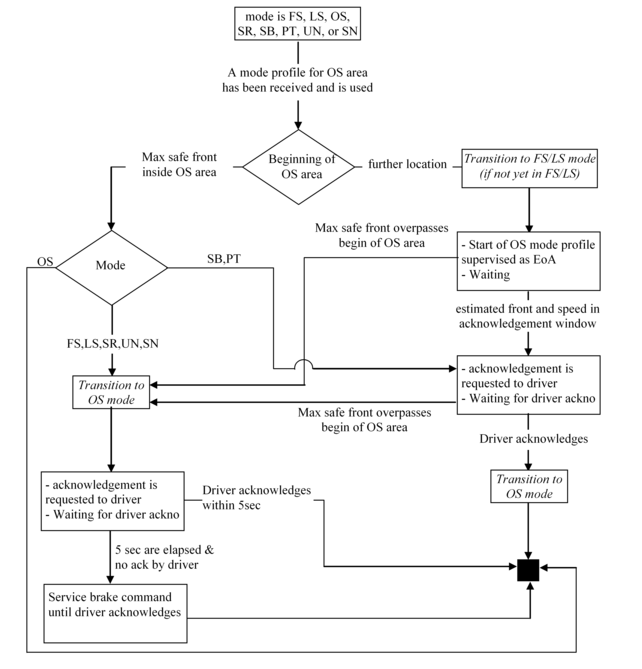 mode is FS, LS, OS,
SR, SB, PT, UN, or SN
A mode profile for OS area
has been received and is used
Beginning of
OS area
Max safe front
inside OS area
further location
Transition to FS/LS mode
(if not yet in FS/LS)
Max safe front overpasses
begin of OS area
- Start of OS mode profile
supervised as EoA
- Waiting
OS
Mode
SB,PT
estimated front and speed in
acknowledgement window
FS,LS,SR,UN,SN
Transition to
OS mode
- acknowledgement is
requested to driver
- Waiting for driver ackno
Max safe front overpasses
begin of OS area
Driver acknowledges
Transition to
OS mode
- acknowledgement is
requested to driver
- Waiting for driver ackno
Driver acknowledges
within 5sec
5 sec are elapsed &
no ack by driver
Service brake command
until driver acknowledges